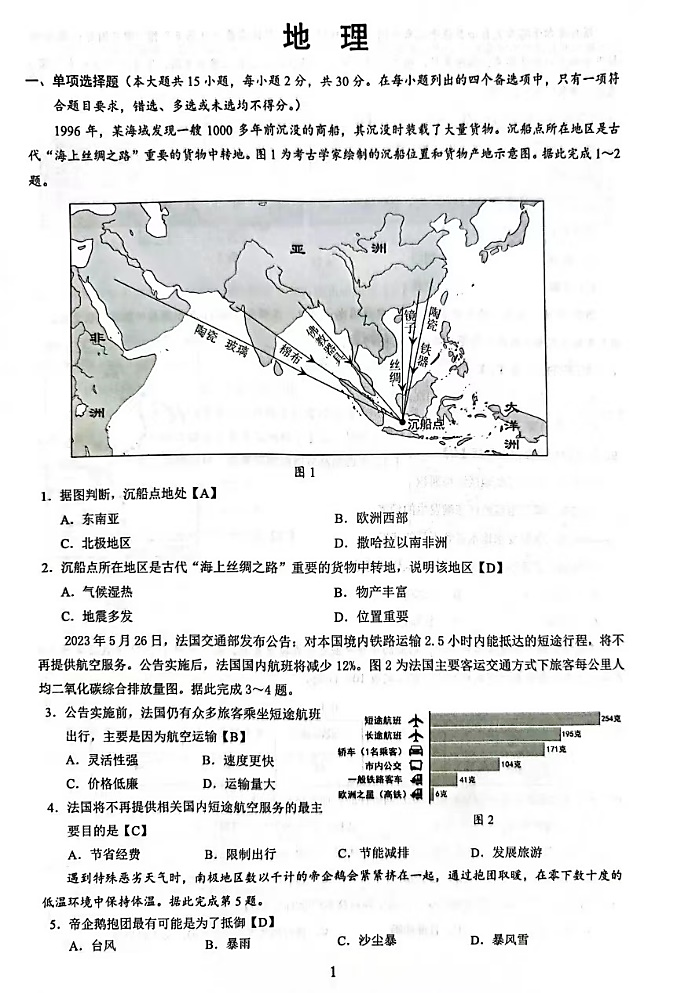 地 理
一、单项选择题（本大题共 15 小题，每小题 2 分，共 30 分。在每小题列出的四个备选项中，只有一项符
合题目要求，错选、多选或未选均不得分。）
1996 年，某海域发现一艘 1000 多年前沉没的商船，其沉没时装载了大量货物。沉船点所在地区是古
代“海上丝绸之路”重要的货物中转地。图 1 为考古学家绘制的沉船位置和货物产地示意图。据此完成 1～2
题。
亚 洲
非
洲
陶瓷 玻璃
棉布
佛教器具
镜子
丝绸
陶瓷
铁器
沉船点
大洋洲
图 1
1．据图判断，沉船点地处【A】
A．东南亚 B．欧洲西部
C．北极地区 D．撒哈拉以南非洲
2．沉船点所在地区是古代“海上丝绸之路”重要的货物中转地，说明该地区【D】
A．气候湿热 B．物产丰富
C．地震多发 D．位置重要
2023 年 5 月 26 日，法国交通部发布公告：对本国境内铁路运输 2.5 小时内能抵达的短途行程，将不
再提供航空服务。公告实施后，法国国内航班将减少 12%。图 2 为法国主要客运交通方式下旅客每公里人
均二氧化碳综合排放量图。据此完成 3～4 题。
3．公告实施前，法国仍有众多旅客乘坐短途航班
出行，主要是因为航空运输【B】
A．灵活性强 B．速度更快
C．价格低廉 D．运输量大
4．法国将不再提供相关国内短途航空服务的最主
要目的是【C】
短途航班 254克
长途航班 195克
轿车（1名乘客） 171克
市内公交 104克
一般铁路客车 41克
欧洲之星（高铁） 6克
图 2
A．节省经费 B．限制出行 C．节能减排 D．发展旅游
遇到特殊恶劣天气时，南极地区数以千计的帝企鹅会紧紧挤在一起，通过抱团取暖，在零下数十度的
低温环境中保持体温。据此完成第 5 题。
5．帝企鹅抱团最有可能是为了抵御【D】
A．台风 B．暴雨 C．沙尘暴 D．暴风雪
1